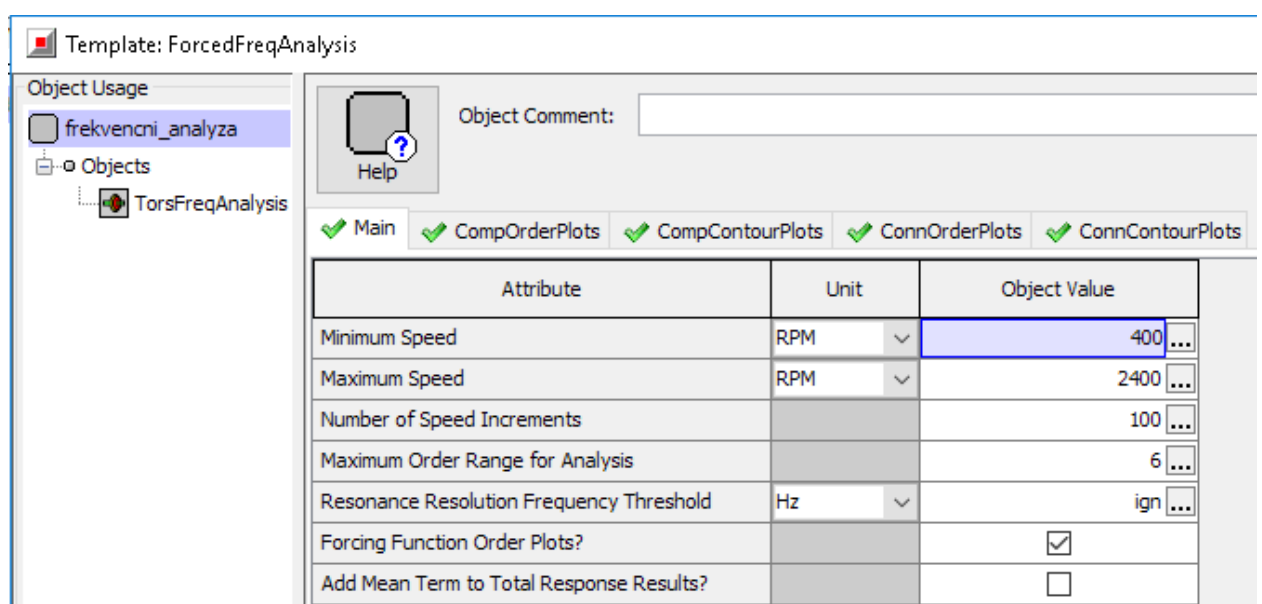 Template: ForcedFreqAnalysis
Object Usage
frekvencni_analyza
Objects
TorsFreqAnalysis
Help
Object Comment:
Main CompOrderPlots CompContourPlots ConnOrderPlots ConnContourPlots
Attribute Unit Object Value
Minimum Speed RPM 400 ...
Maximum Speed RPM 2400 ...
Number of Speed Increments 100 ...
Maximum Order Range for Analysis 6 ...
Resonance Resolution Frequency Threshold Hz ign ...
Forcing Function Order Plots?
Add Mean Term to Total Response Results?